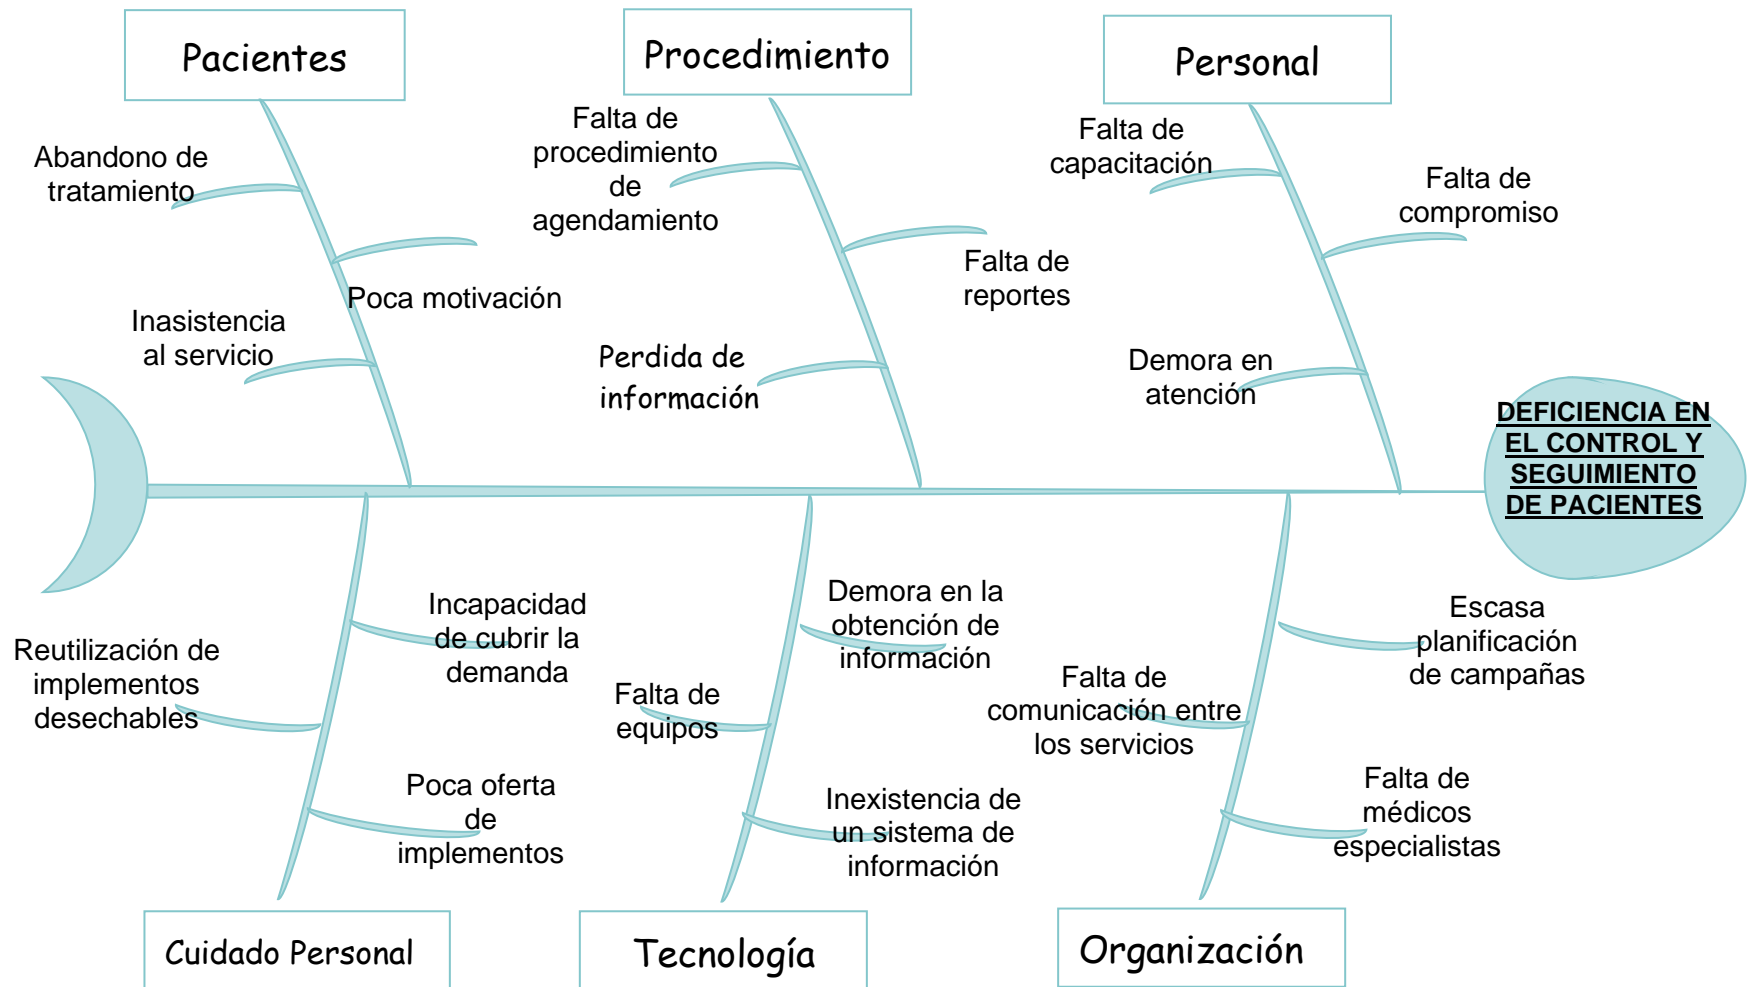 Pacientes
Procedimiento
Personal
Abandono de
tratamiento
Poca motivación
Inasistencia
al servicio
Falta de
procedimiento
de
agendamiento
Falta de
reportes
Perdida de
información
Falta de
capacitación
Falta de
compromiso
Demora en
atención
DEFICIENCIA EN
EL CONTROL Y
SEGUIMIENTO
DE PACIENTES
Incapacidad
de cubrir la
demanda
Reutilización de
implementos
desechables
Poca oferta
de
implementos
Demora en la
obtención de
información
Falta de
equipos
Inexistencia de
un sistema de
información
Escasa
planificación
de campañas
Falta de
comunicación entre
los servicios
Falta de
médicos
especialistas
Cuidado Personal
Tecnología
Organización